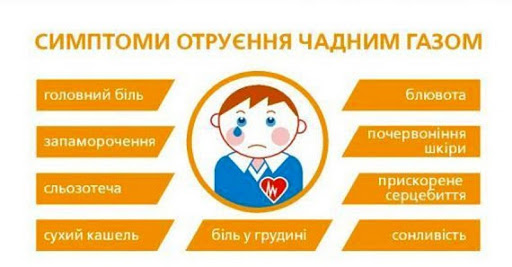 СИМПТОМИ ОТРУЄННЯ ЧАДНИМ ГАЗОМ
головний біль
запаморочення
сльозотеча
сухий кашель
біль у грудині
блювота
почервоніння
шкіри
прискорене
серцебиття
сонливість